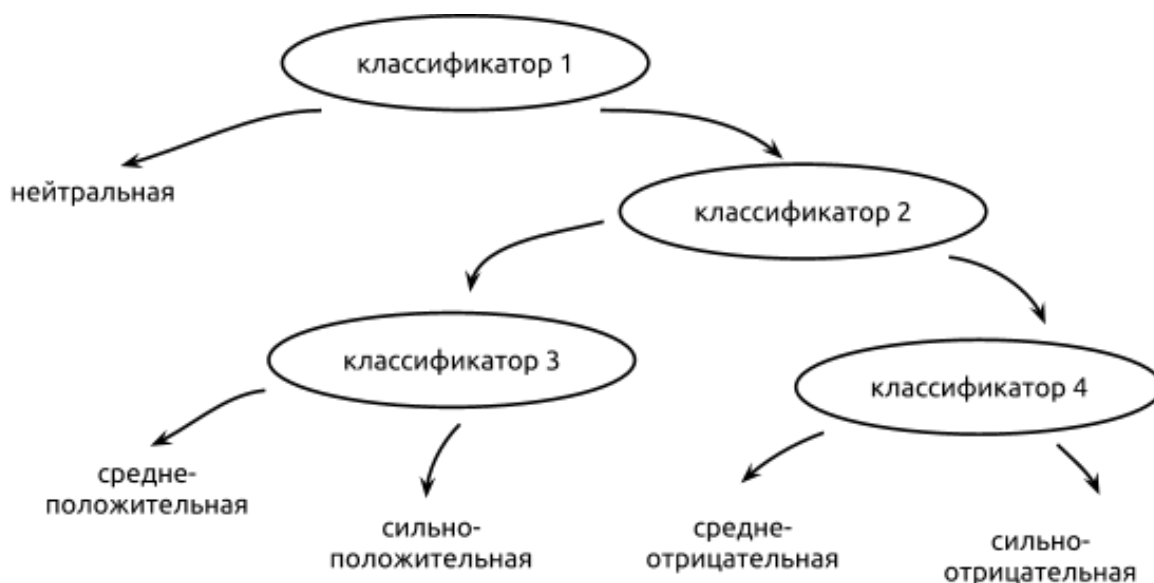 классификатор 1
нейтральная
классификатор 2
классификатор 3
классификатор 4
средне-
положительная
сильно-
положительная
средне-
отрицательная
сильно-
отрицательная